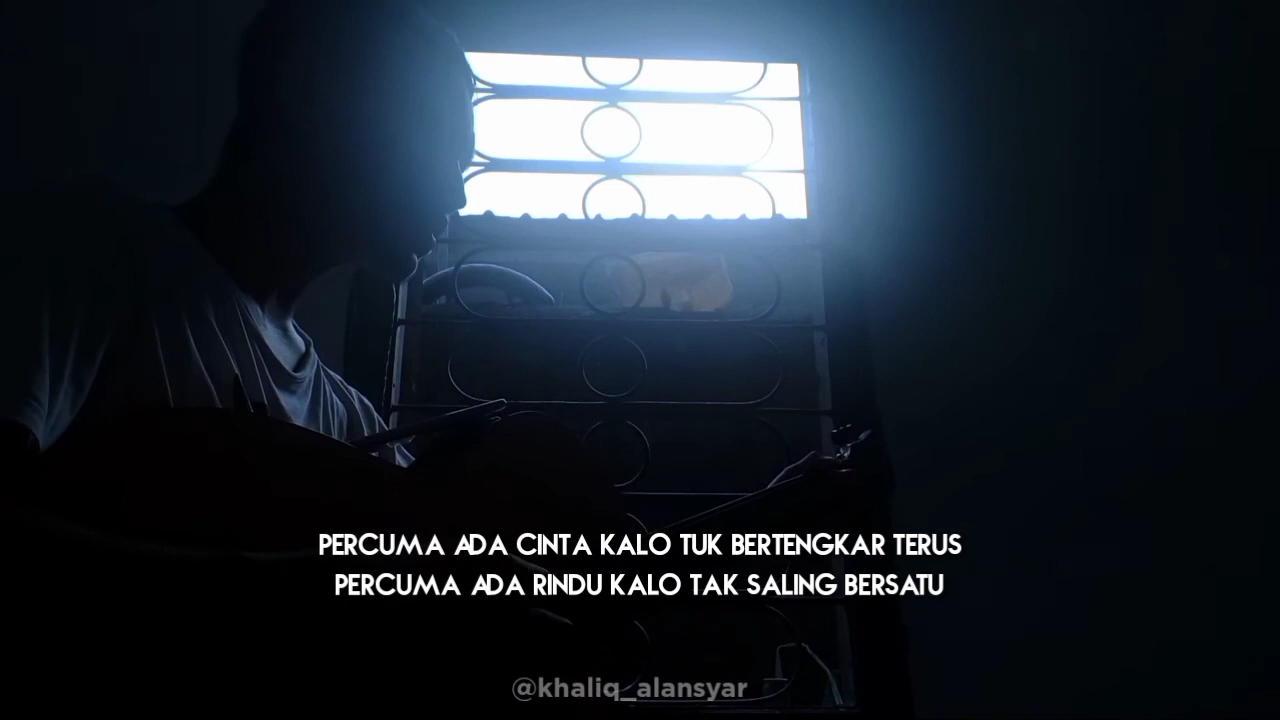 PERCUMA ADA CINTA KALO TUK BERTENGKAR TERUS
PERCUMA ADA RINDU KALO TAK SALING BERSATU
@khaliq_alansyar